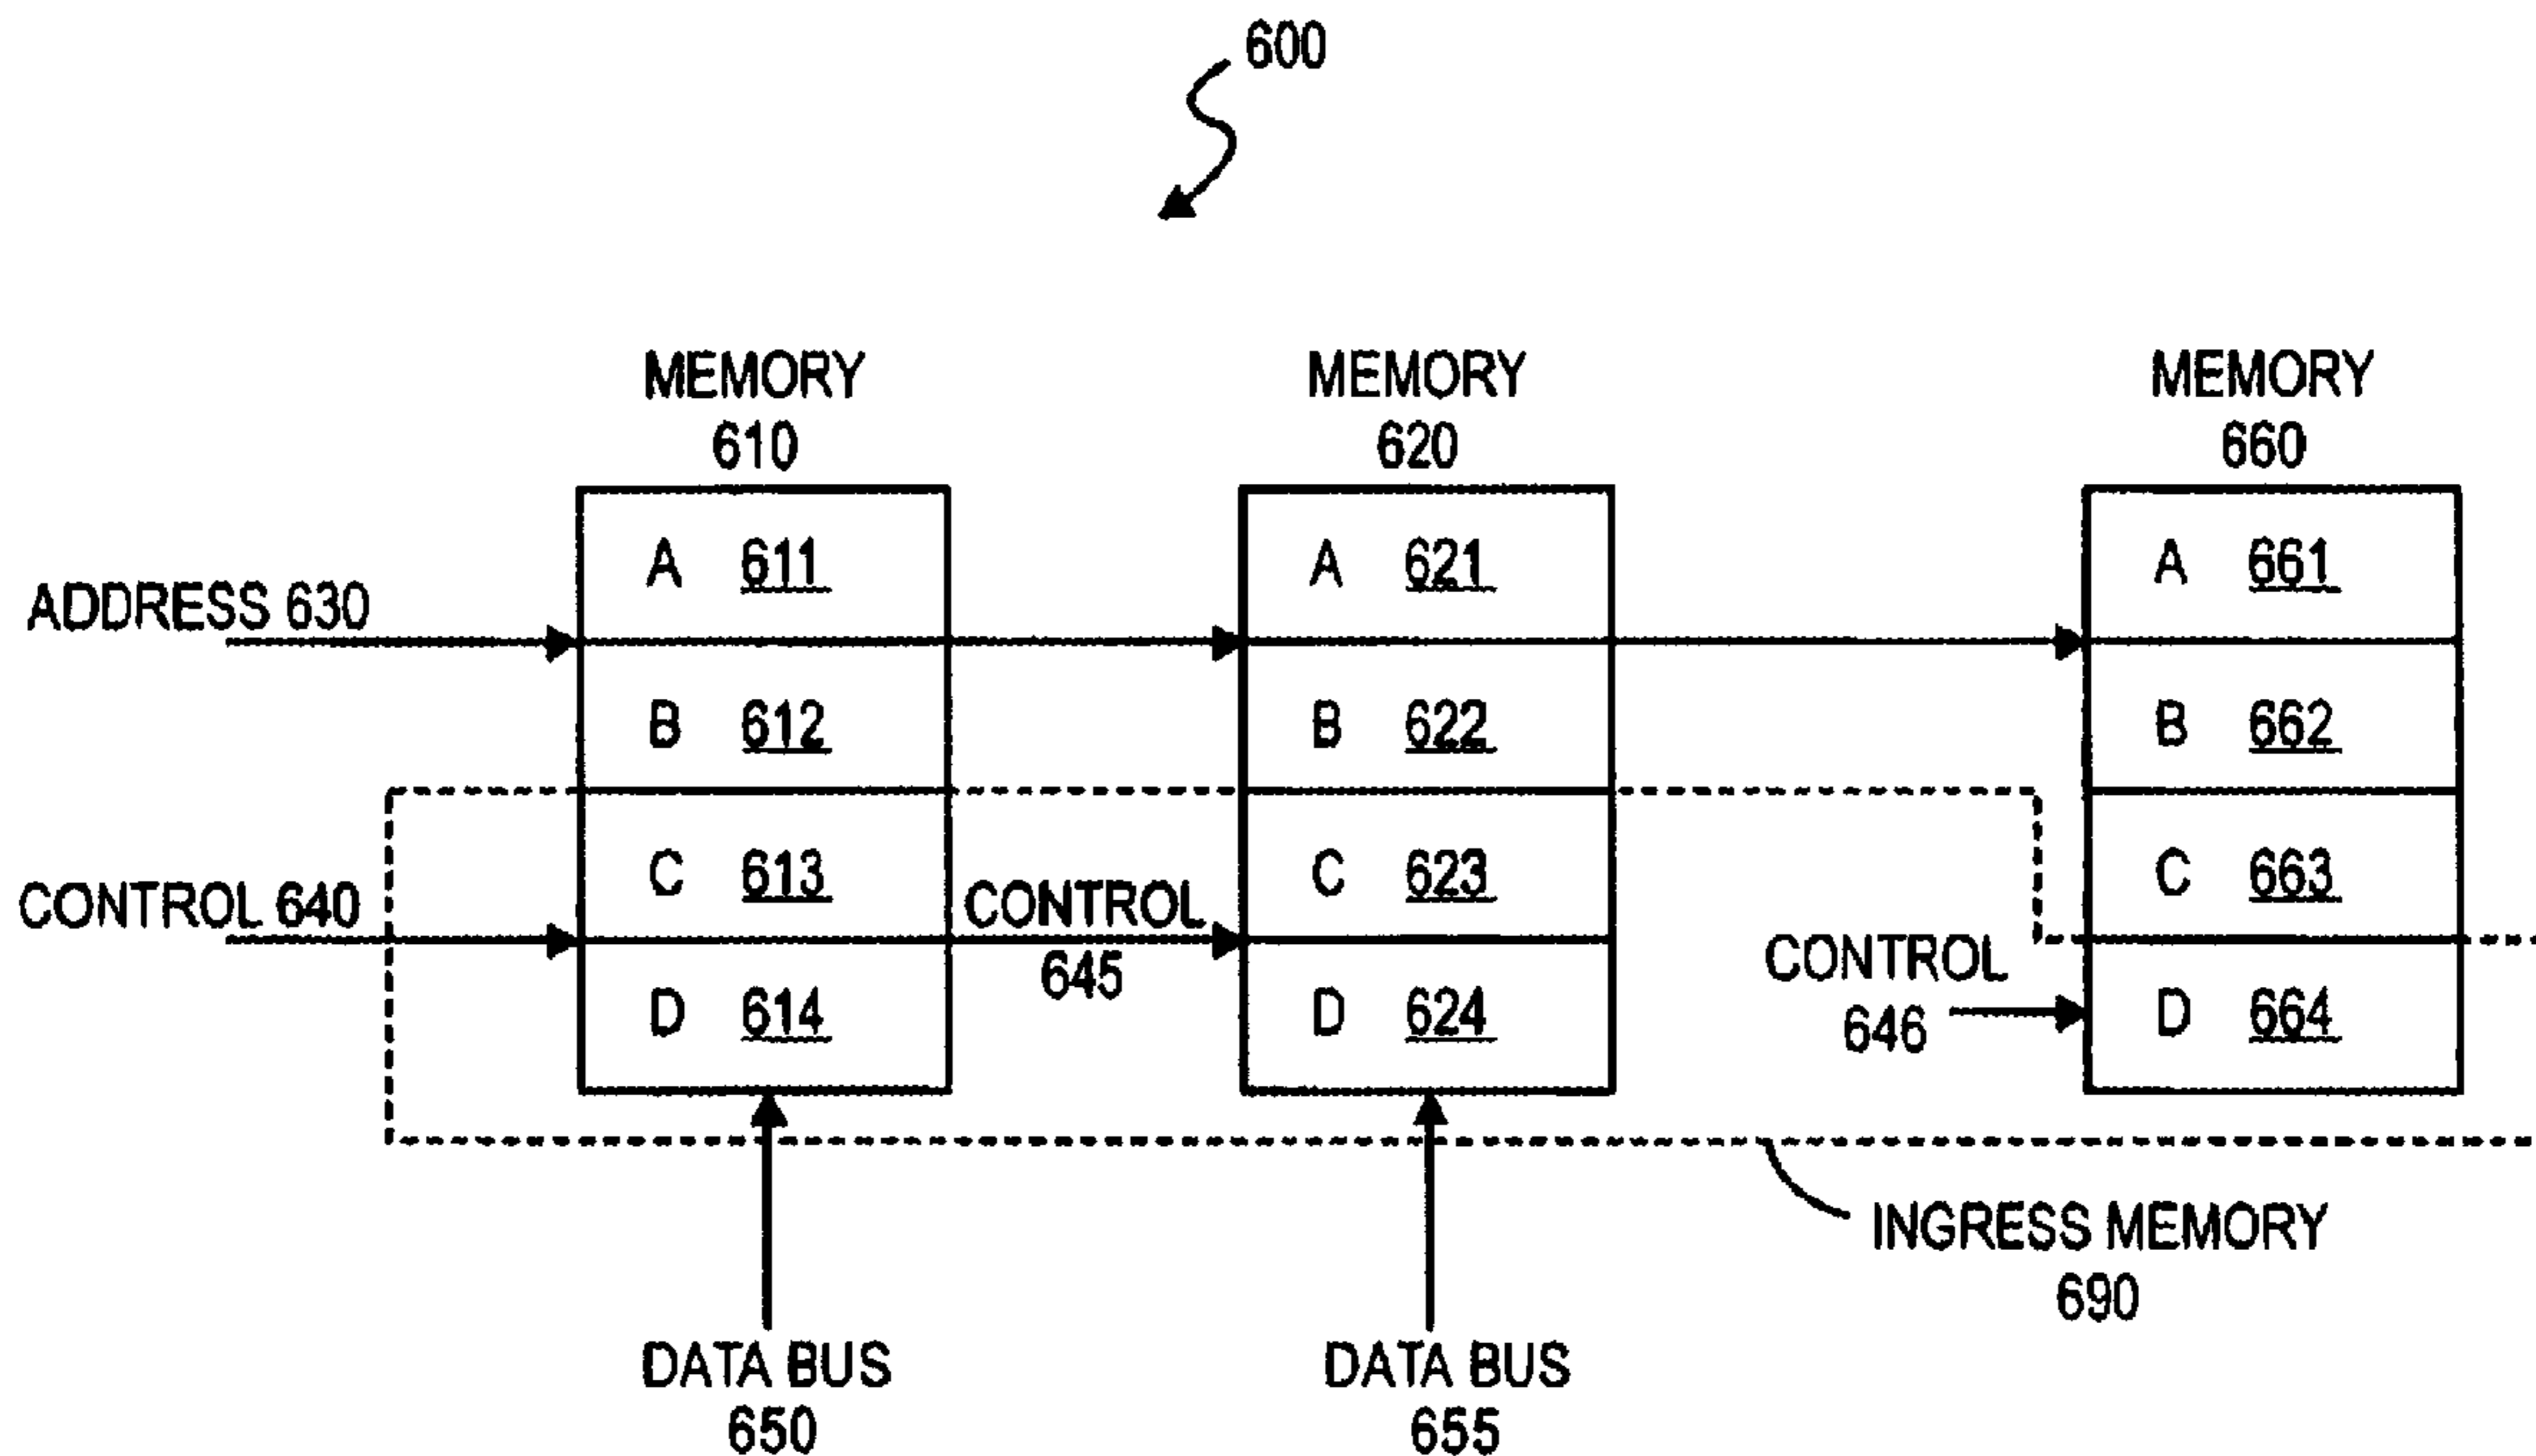 600
MEMORY
610
MEMORY
620
MEMORY
660
A 611
A 621
A 661
ADDRESS 630
B 612
B 622
B 662
C 613
C 623
C 663
CONTROL 640
CONTROL
645
CONTROL
646
D 614
D 624
D 664
INGRESS MEMORY
690
DATA BUS
650
DATA BUS
655